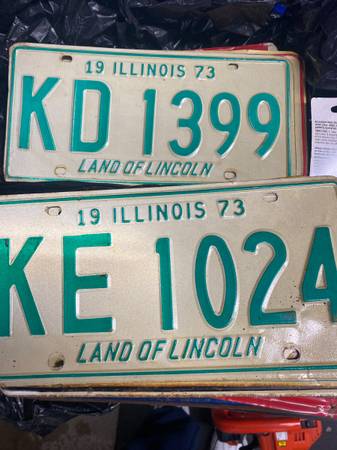 19 ILLINOIS 73
KD 1399
LAND OF LINCOLN
19 ILLINOIS 73
KE 1024
LAND OF LINCOLN